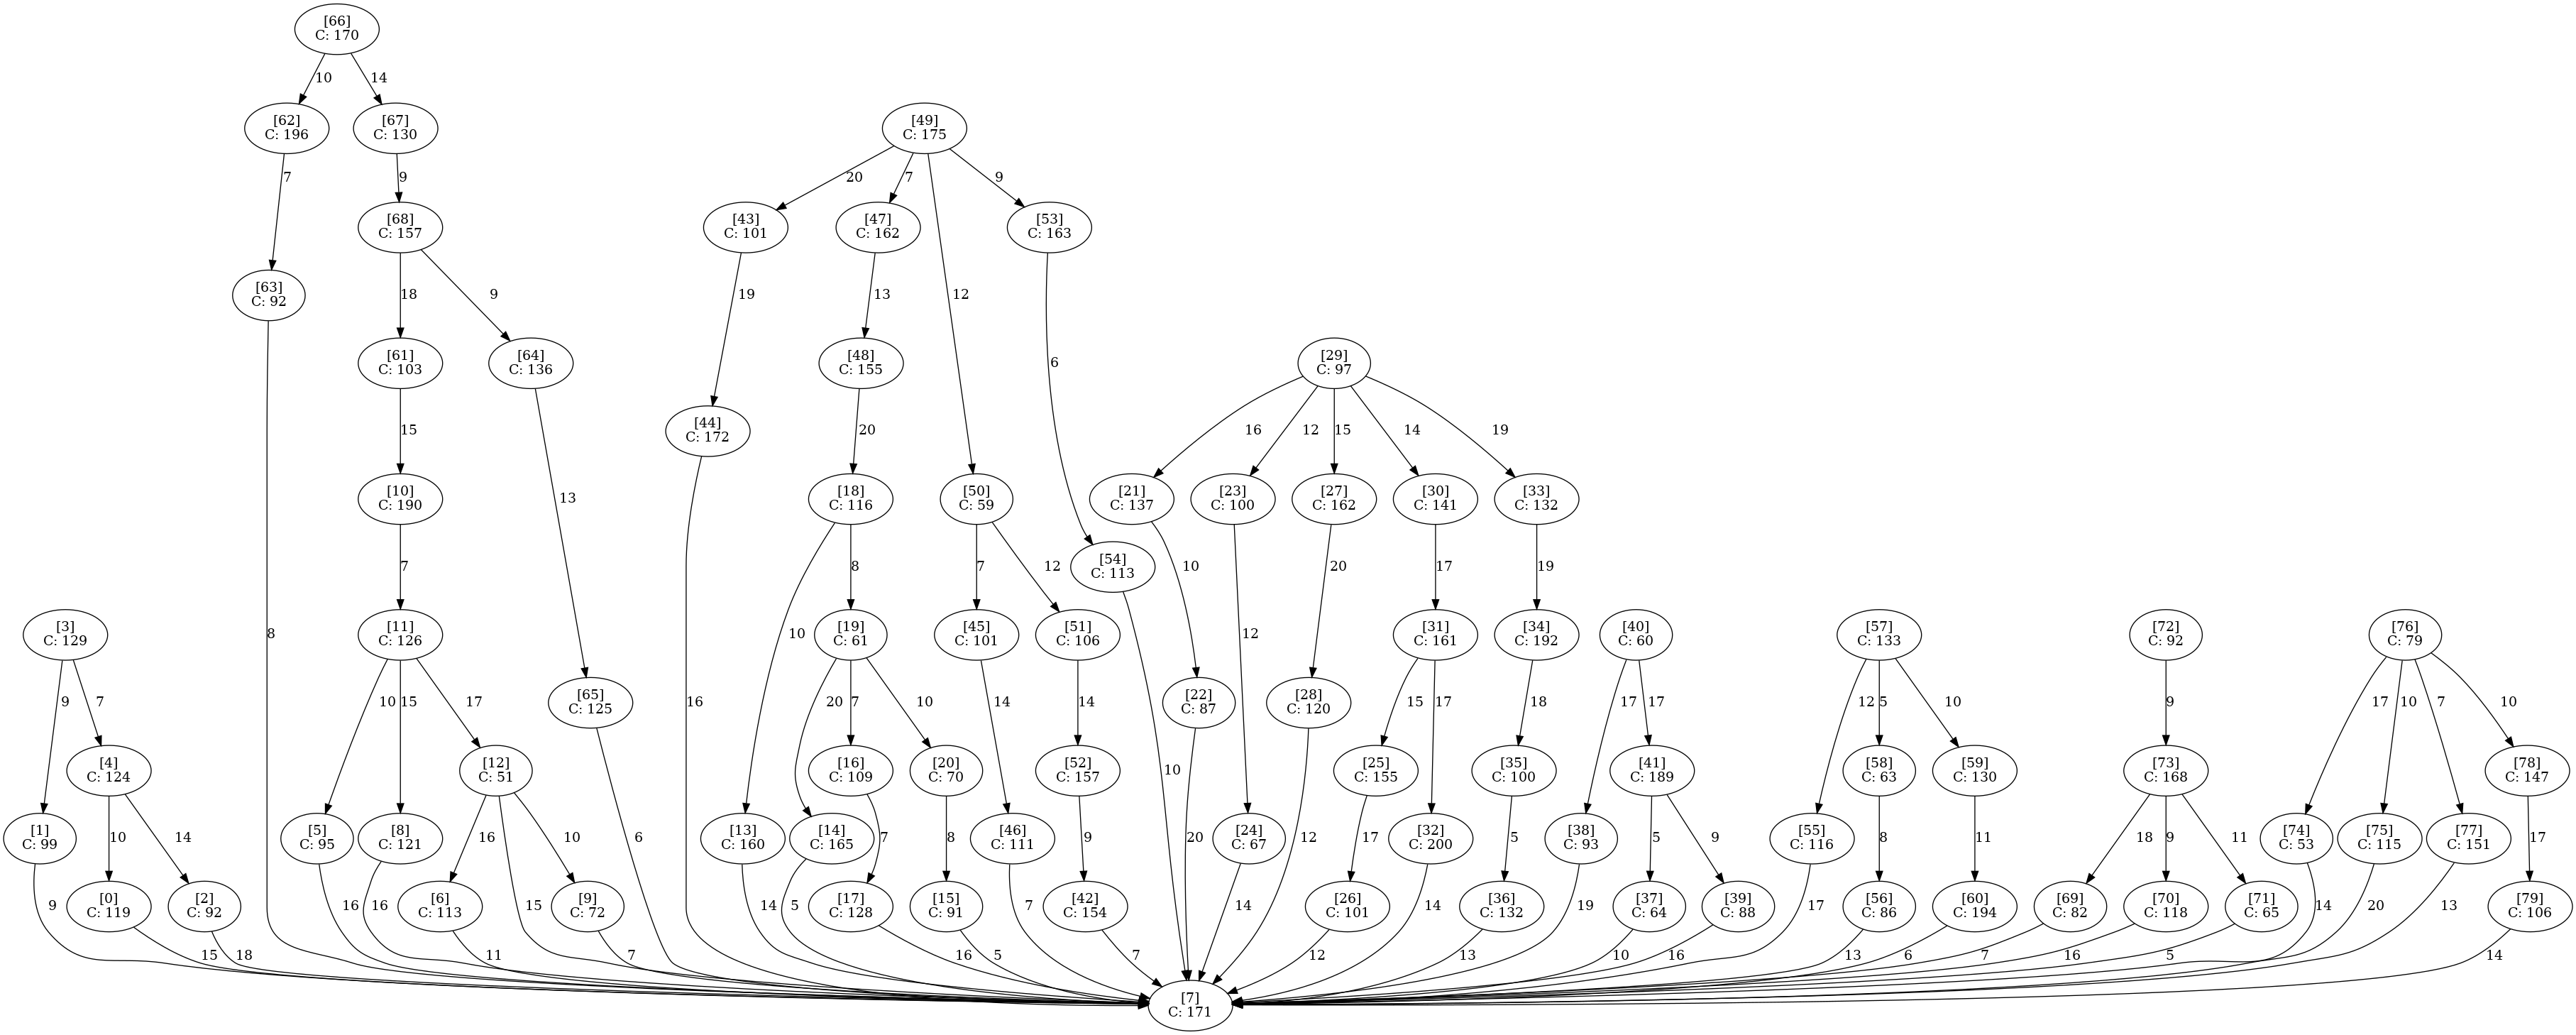 [66]
C: 170
10
14
[62]
C: 196
[67]
C: 130
[49]
C: 175
7
9
20
7
9
[68]
C: 157
[43]
C: 101
[47]
C: 162
[53]
C: 163
[63]
C: 92
18
9
19
13
12
[61]
C: 103
[64]
C: 136
[48]
C: 155
6
[29]
C: 97
15
[44]
C: 172
20
16
12
15
14
19
[10]
C: 190
13
[18]
C: 116
[50]
C: 59
[21]
C: 137
[23]
C: 100
[27]
C: 162
[30]
C: 141
[33]
C: 132
7
8
7
12
[54]
C: 113
10
20
17
19
[3]
C: 129
8
[11]
C: 126
10
[19]
C: 61
[45]
C: 101
[51]
C: 106
12
[31]
C: 161
[34]
C: 192
[40]
C: 60
[57]
C: 133
[72]
C: 92
[76]
C: 79
9
7
10
15
17
[65]
C: 125
16
20
7
10
14
14
[22]
C: 87
[28]
C: 120
15
17
18
17
17
12
5
10
9
17
10
7
10
[4]
C: 124
[12]
C: 51
[16]
C: 109
[20]
C: 70
[52]
C: 157
10
[25]
C: 155
[35]
C: 100
[41]
C: 189
[58]
C: 63
[59]
C: 130
[73]
C: 168
[78]
C: 147
[1]
C: 99
10
14
[5]
C: 95
[8]
C: 121
16
10
6
[13]
C: 160
[14]
C: 165
7
8
[46]
C: 111
9
20
[24]
C: 67
12
17
[32]
C: 200
5
[38]
C: 93
5
9
[55]
C: 116
8
11
18
9
11
[74]
C: 53
[75]
C: 115
[77]
C: 151
17
9
[0]
C: 119
[2]
C: 92
16
16
[6]
C: 113
15
[9]
C: 72
14
5
[17]
C: 128
[15]
C: 91
7
[42]
C: 154
14
[26]
C: 101
14
[36]
C: 132
19
[37]
C: 64
[39]
C: 88
17
[56]
C: 86
[60]
C: 194
[69]
C: 82
[70]
C: 118
[71]
C: 65
14
20
13
[79]
C: 106
15
18
11
7
16
5
7
12
13
10
16
13
6
7
16
5
14
[7]
C: 171